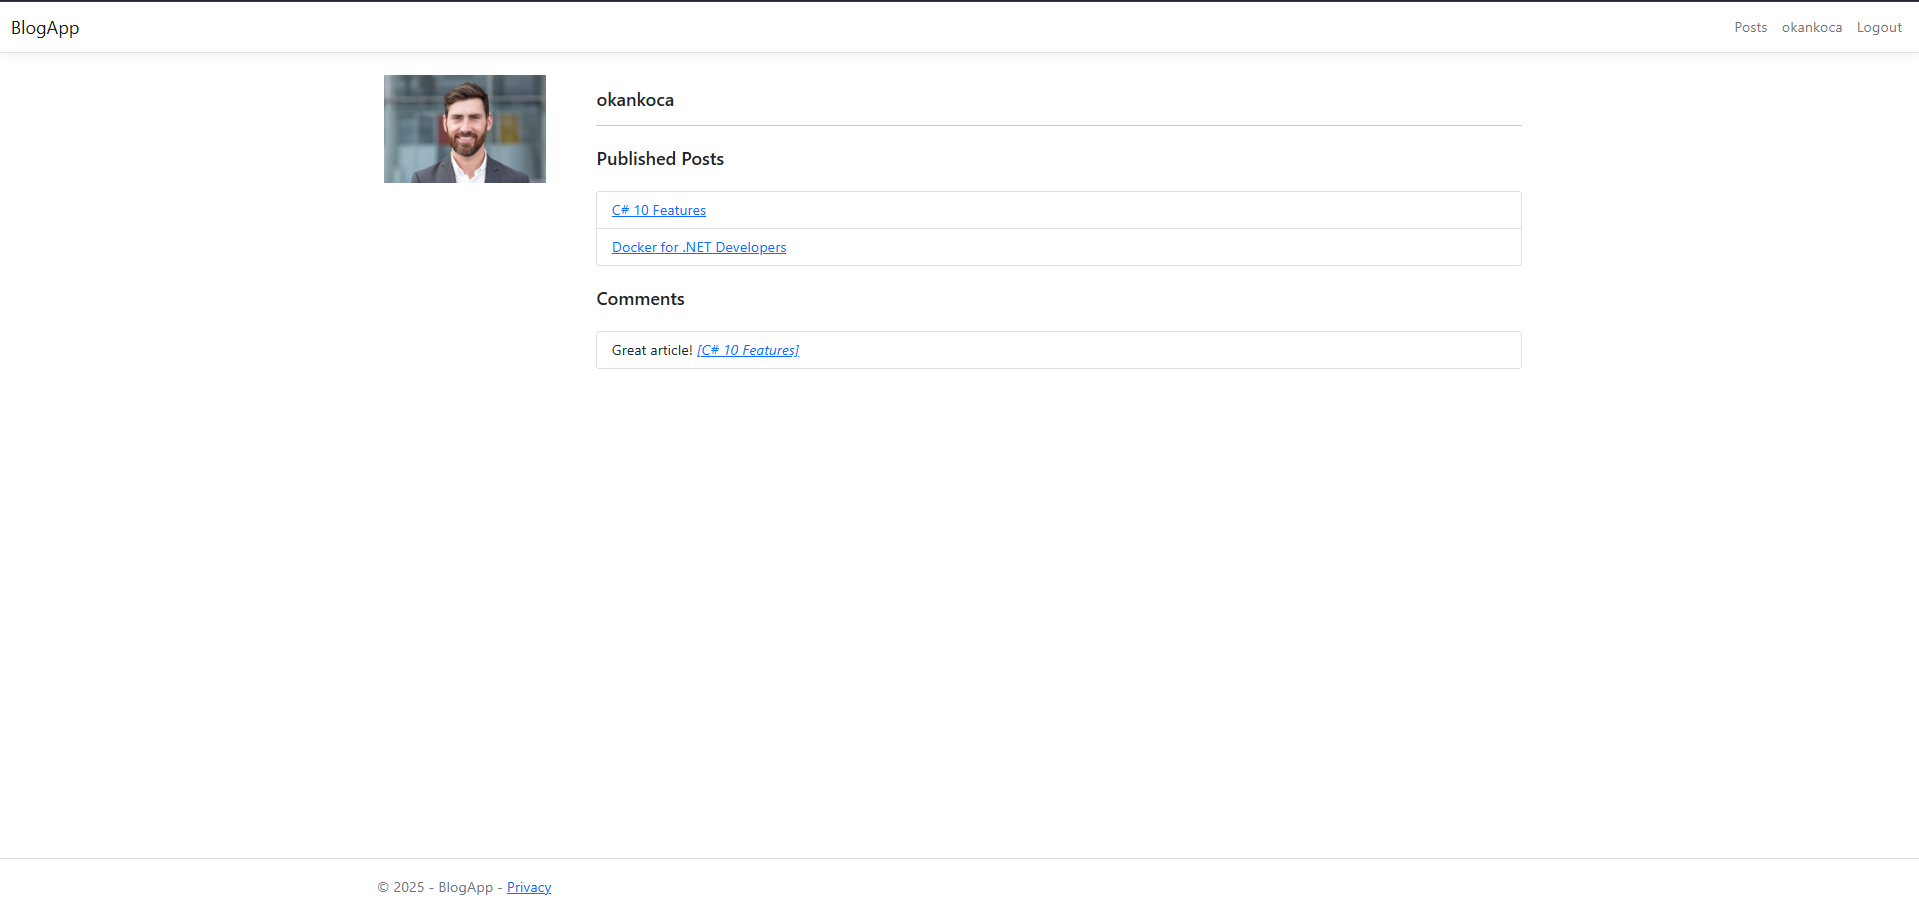 BlogApp
Posts okankoca Logout
okankoca
Published Posts
C# 10 Features
Docker for .NET Developers
Comments
Great article! [C# 10 Features]
© 2025 - BlogApp - Privacy